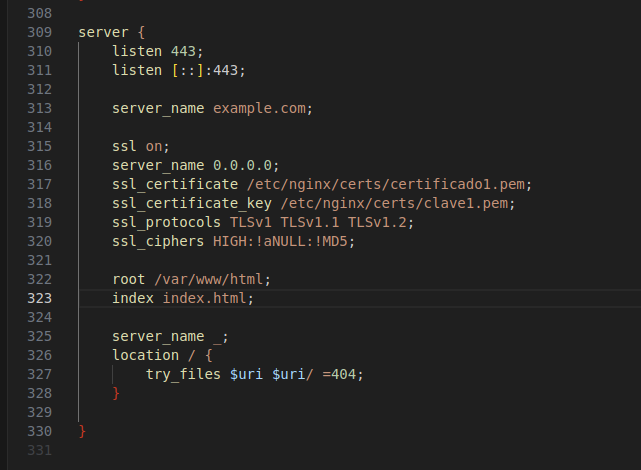 308
309 server {
310     listen 443;
311     listen [::]:443;
312
313     server_name example.com;
314
315     ssl on;
316     server_name 0.0.0.0;
317     ssl_certificate /etc/nginx/certs/certificado1.pem;
318     ssl_certificate_key /etc/nginx/certs/clave1.pem;
319     ssl_protocols TLSv1 TLSv1.1 TLSv1.2;
320     ssl_ciphers HIGH:!aNULL:!MD5;
321
322     root /var/www/html;
323     index index.html;
324
325     server_name _;
326     location / {
327         try_files $uri $uri/ =404;
328     }
329
330 }
331